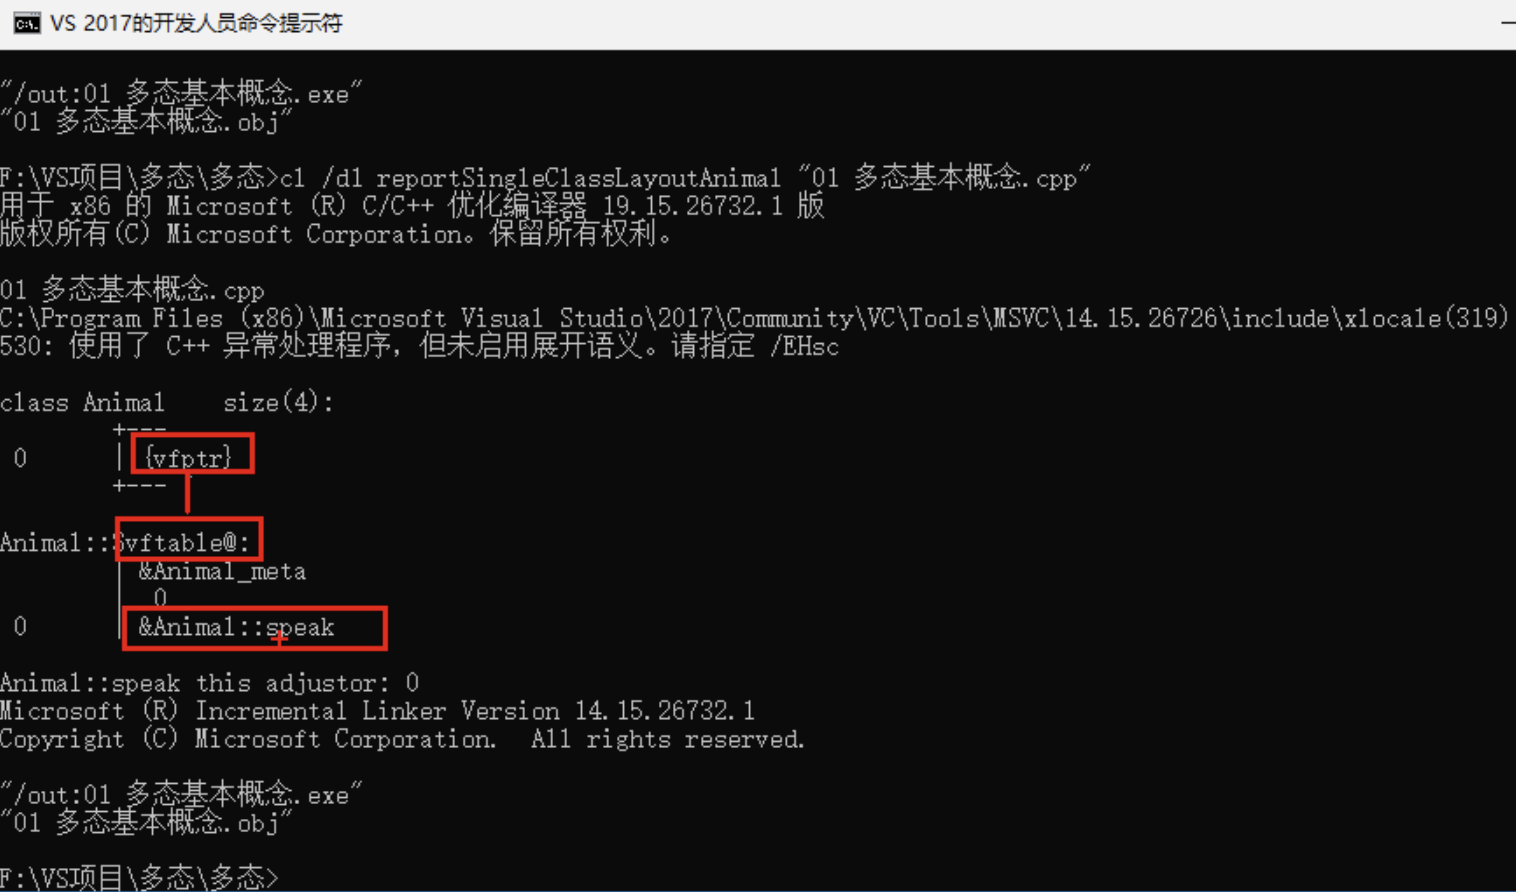 VS 2017的开发人员命令提示符
"/out:01 多态基本概念.exe"
"01 多态基本概念.obj"
F:\VS项目\多态\多态>cl /d1 reportSingleClassLayoutAnimal "01 多态基本概念.cpp"
用于 x86 的 Microsoft (R) C/C++ 优化编译器 19.15.26732.1 版
版权所有(C) Microsoft Corporation。保留所有权利。
01 多态基本概念.cpp
C:\Program Files (x86)\Microsoft Visual Studio\2017\Community\VC\Tools\MSVC\14.15.26726\include\xlocale(319)
530: 使用了 C++ 异常处理程序，但未启用展开语义。请指定 /EHsc
class Animal    size(4):
+---
0 | {vfptr}
+---
Animal::$vftable@:
| &Animal_meta
| 0
0 | &Animal::speak
Animal::speak this adjustor: 0
Microsoft (R) Incremental Linker Version 14.15.26732.1
Copyright (C) Microsoft Corporation.  All rights reserved.
"/out:01 多态基本概念.exe"
"01 多态基本概念.obj"
F:\VS项目\多态\多态>